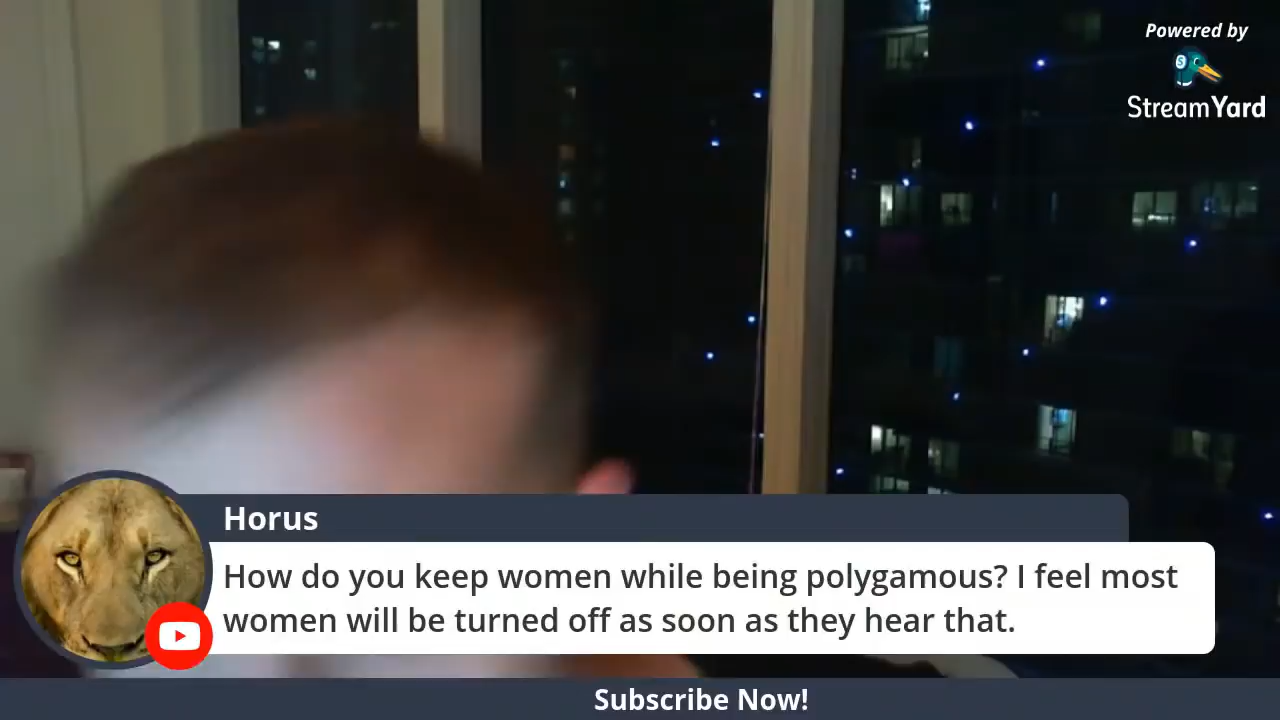 Powered by
StreamYard
Horus
How do you keep women while being polygamous? I feel most
women will be turned off as soon as they hear that.
Subscribe Now!